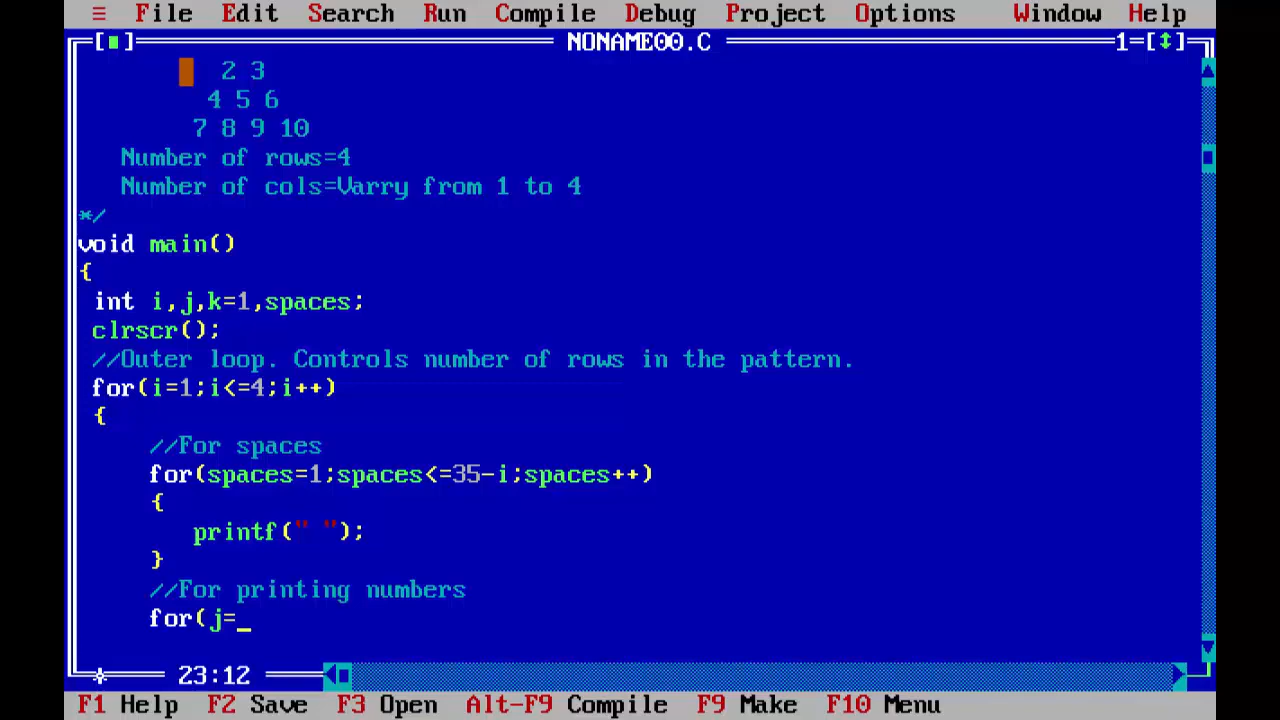 ≡ File Edit Search Run Compile Debug Project Options Window Help
[■] NONAME00.C 1=[↕]
2 3
4 5 6
7 8 9 10
Number of rows=4
Number of cols=Varry from 1 to 4
*/
void main()
{
int i,j,k=1,spaces;
clrscr();
//Outer loop. Controls number of rows in the pattern.
for(i=1;i<=4;i++)
{
//For spaces
for(spaces=1;spaces<=35-i;spaces++)
{
printf(" ");
}
//For printing numbers
for(j=_
* 23:12
F1 Help F2 Save F3 Open Alt-F9 Compile F9 Make F10 Menu